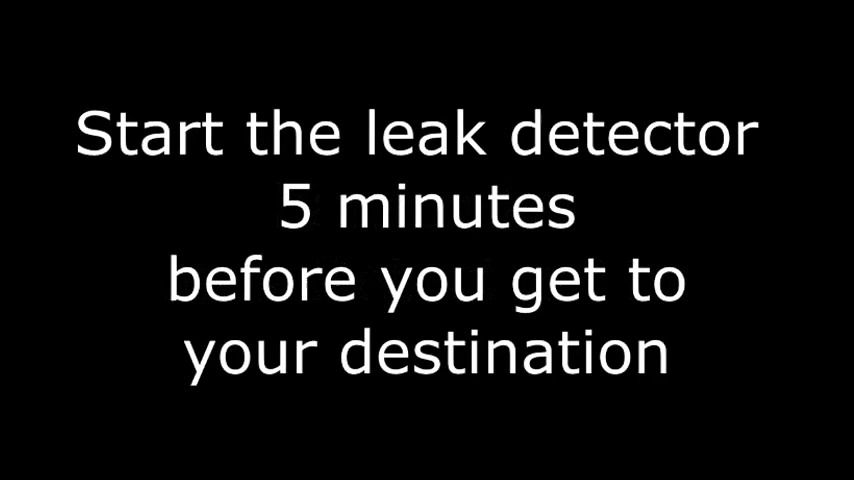 Start the leak detector
5 minutes
before you get to
your destination